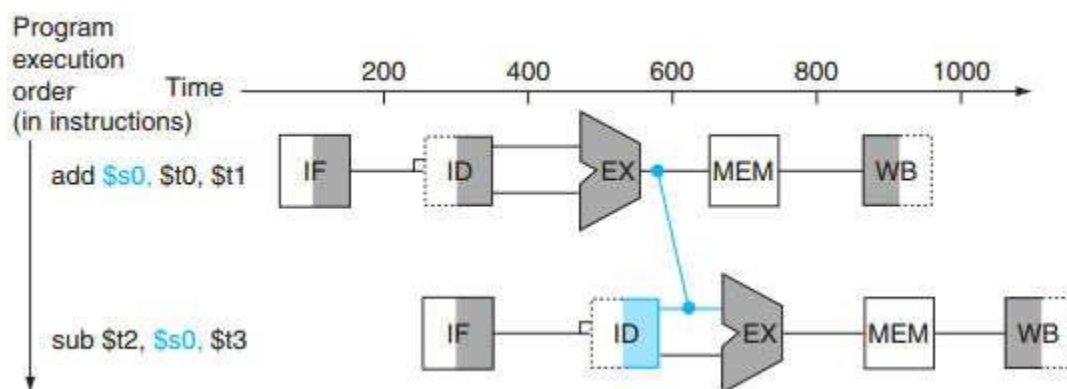 Program
execution
order
(in instructions)
Time
200 400 600 800 1000
add $s0, $t0, $t1
IF ID EX MEM WB
sub $t2, $s0, $t3
IF ID EX MEM WB